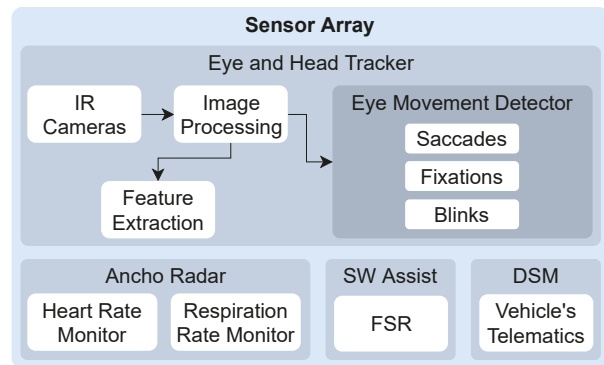 Sensor Array
Eye and Head Tracker
IR
Cameras
Image
Processing
Feature
Extraction
Eye Movement Detector
Saccades
Fixations
Blinks
Ancho Radar
Heart Rate
Monitor
Respiration
Rate Monitor
SW Assist
FSR
DSM
Vehicle's
Telematics